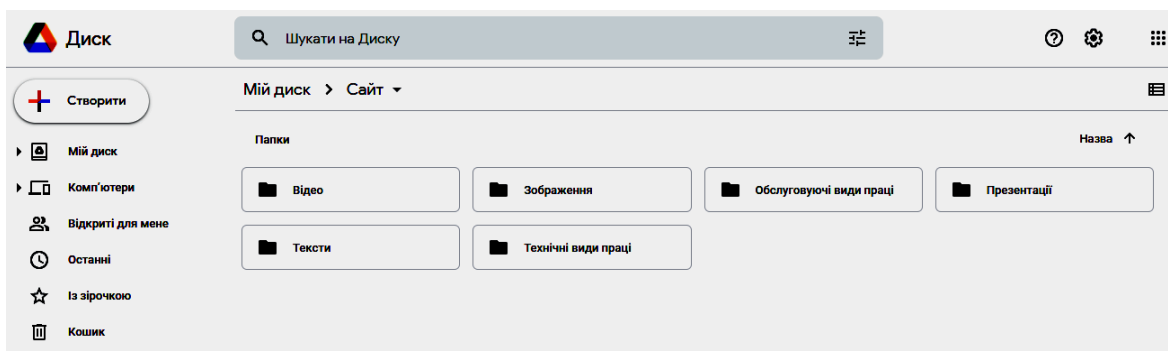 Диск
Шукати на Диску
Створити
Мій диск
Комп'ютери
Відкриті для мене
Останні
Із зірочкою
Кошик
Мій диск > Сайт
Папки
Назва
Відео
Зображення
Обслуговуючі види праці
Презентації
Тексти
Технічні види праці